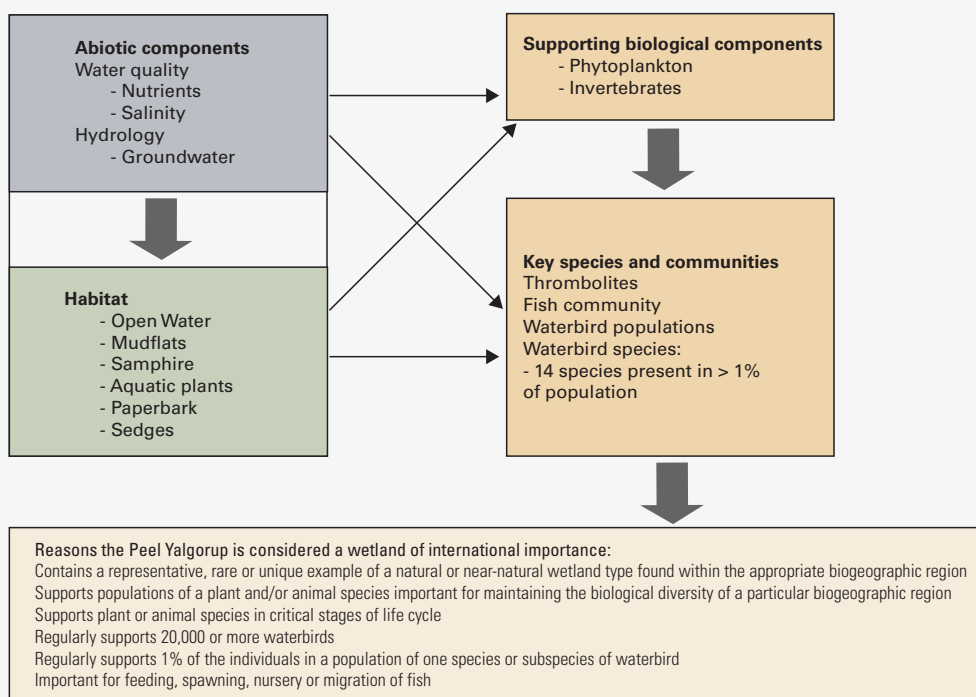 Abiotic components
Water quality
- Nutrients
- Salinity
Hydrology
- Groundwater
Supporting biological components
- Phytoplankton
- Invertebrates
Habitat
- Open Water
- Mudflats
- Samphire
- Aquatic plants
- Paperbark
- Sedges
Key species and communities
Thrombolites
Fish community
Waterbird populations
Waterbird species:
- 14 species present in > 1%
of population
Reasons the Peel Yalgorup is considered a wetland of international importance:
Contains a representative, rare or unique example of a natural or near-natural wetland type found within the appropriate biogeographic region
Supports populations of a plant and/or animal species important for maintaining the biological diversity of a particular biogeographic region
Supports plant or animal species in critical stages of life cycle
Regularly supports 20,000 or more waterbirds
Regularly supports 1% of the individuals in a population of one species or subspecies of waterbird
Important for feeding, spawning, nursery or migration of fish